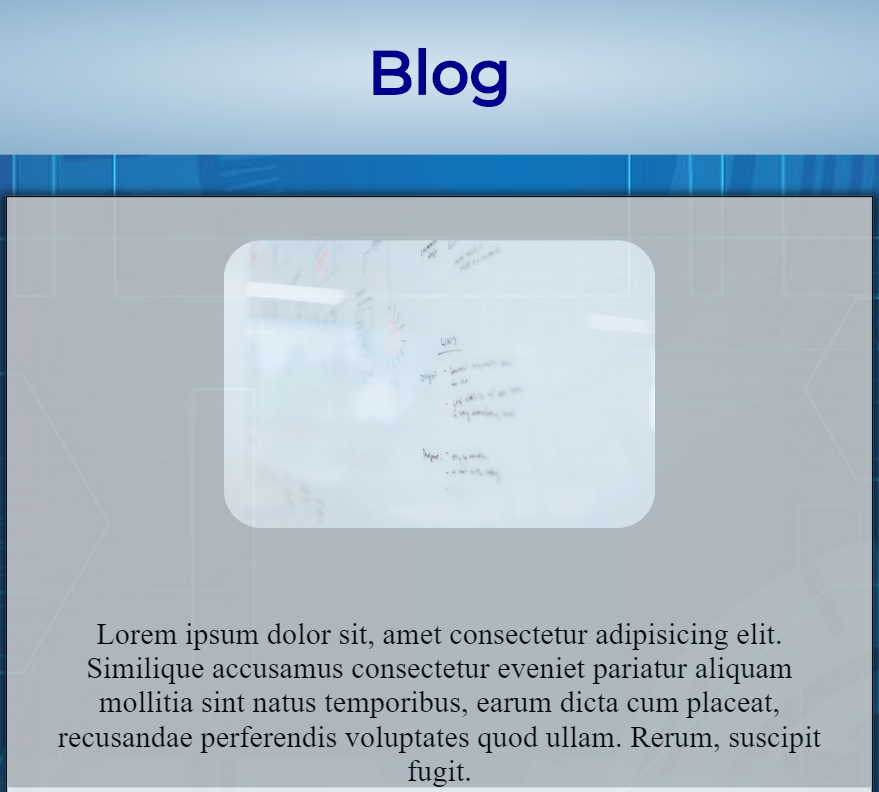 Blog
Lorem ipsum dolor sit, amet consectetur adipisicing elit.
Similique accusamus consectetur eveniet pariatur aliquam
mollitia sint natus temporibus, earum dicta cum placeat,
recusandae perferendis voluptates quod ullam. Rerum, suscipit
fugit.